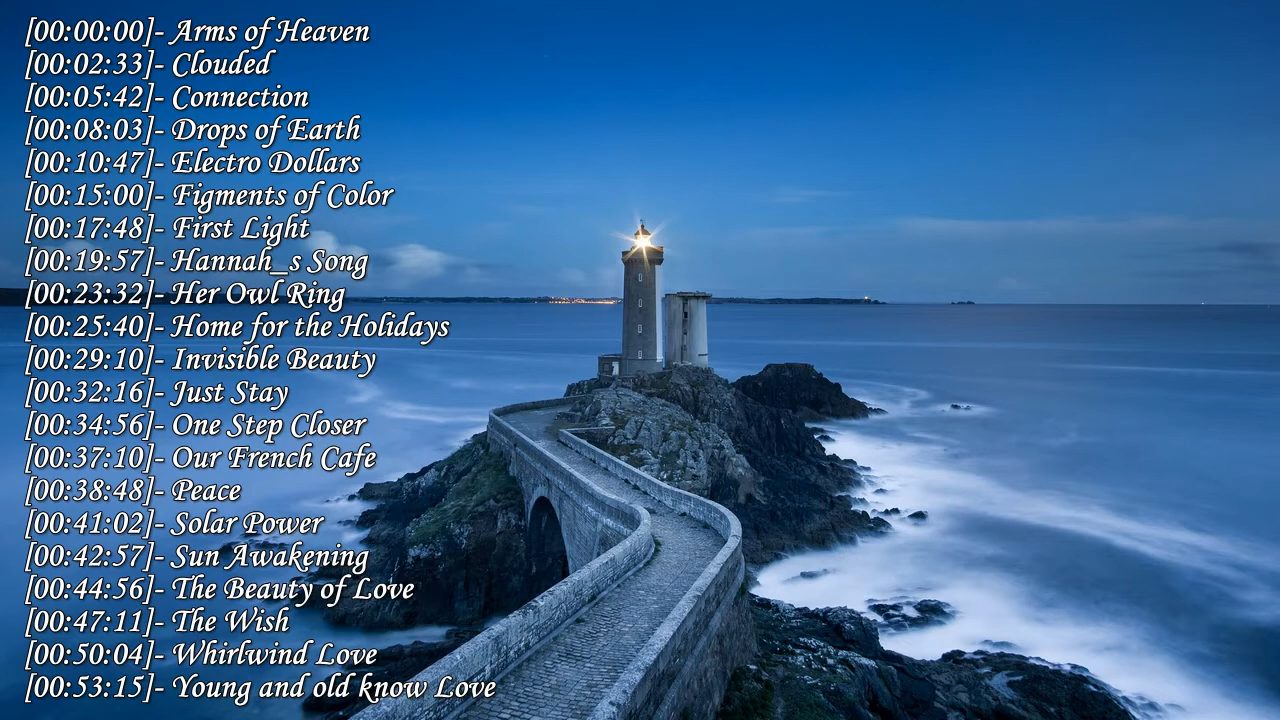 [00:00:00]- Arms of Heaven
[00:02:33]- Clouded
[00:05:42]- Connection
[00:08:03]- Drops of Earth
[00:10:47]- Electro Dollars
[00:15:00]- Figments of Color
[00:17:48]- First Light
[00:19:57]- Hannah_s Song
[00:23:32]- Her Owl Ring
[00:25:40]- Home for the Holidays
[00:29:10]- Invisible Beauty
[00:32:16]- Just Stay
[00:34:56]- One Step Closer
[00:37:10]- Our French Cafe
[00:38:48]- Peace
[00:41:02]- Solar Power
[00:42:57]- Sun Awakening
[00:44:56]- The Beauty of Love
[00:47:11]- The Wish
[00:50:04]- Whirlwind Love
[00:53:15]- Young and old know Love